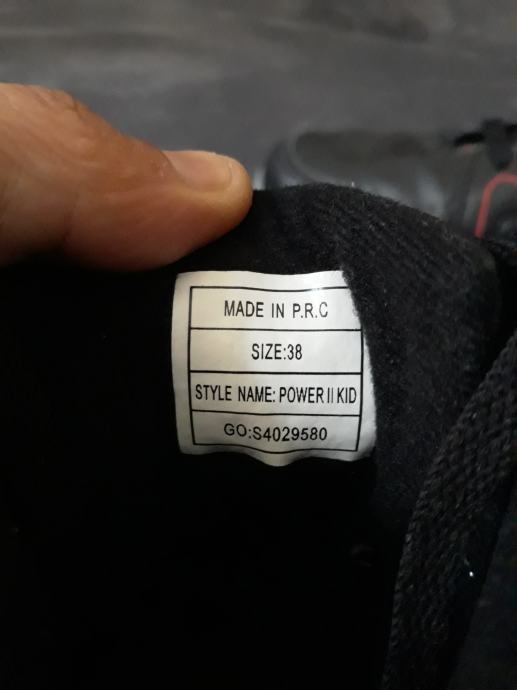 MADE IN P.R.C
SIZE:38
STYLE NAME: POWER II KID
GO:S4029580